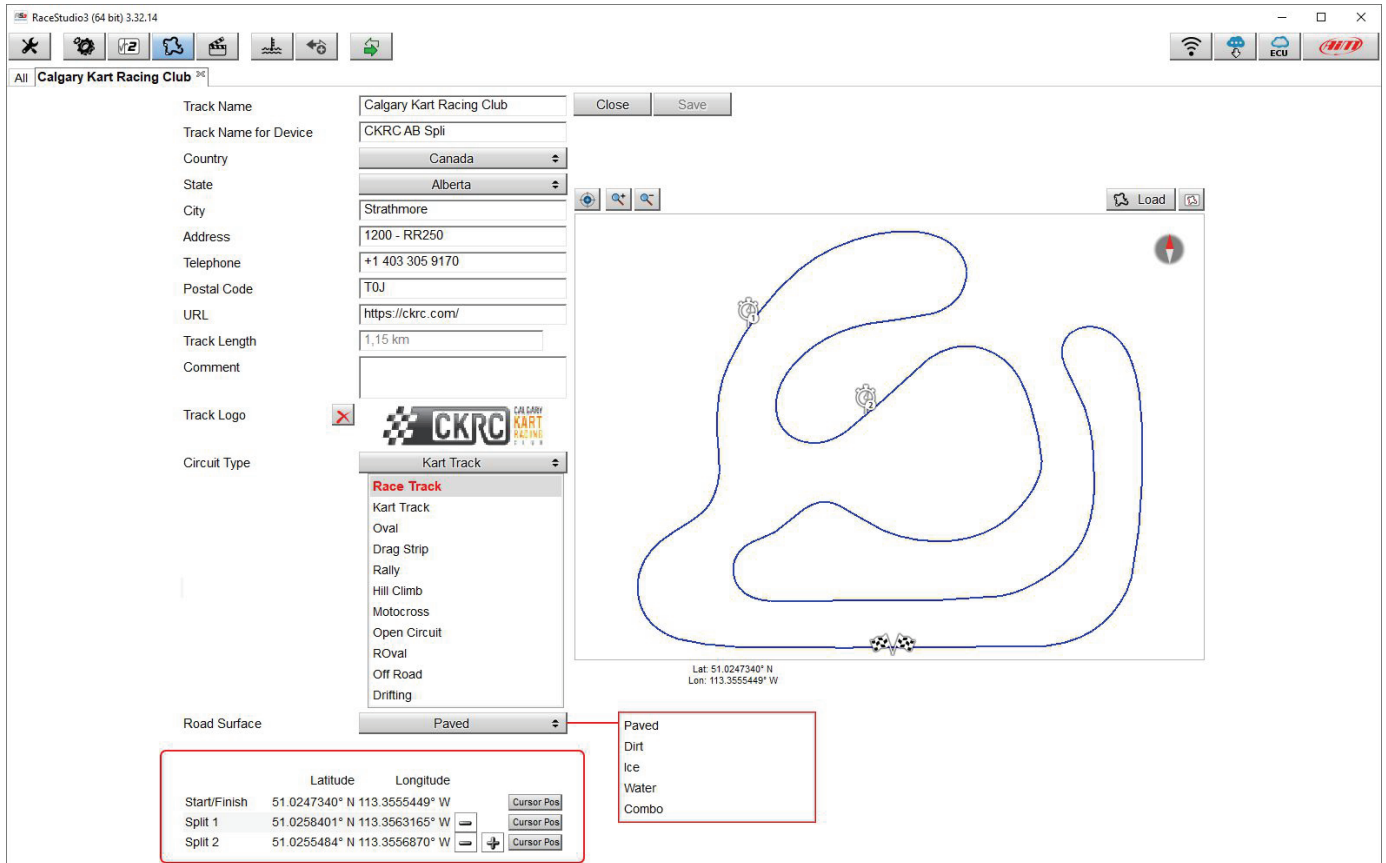 RaceStudio3 (64 bit) 3.32.14
ECU
AiM
All Calgary Kart Racing Club
Track Name Calgary Kart Racing Club Close Save
Track Name for Device CKRC AB Spli
Country Canada
State Alberta
City Strathmore
Load
Address 1200 - RR250
Telephone +1 403 305 9170
Postal Code T0J
URL https://ckrc.com/
Track Length 1,15 km
Comment
Track Logo CKRC CALGARY KART RACING CLUB
Circuit Type Kart Track
Race Track
Kart Track
Oval
Drag Strip
Rally
Hill Climb
Motocross
Open Circuit
ROval
Off Road
Drifting
1
2
Lat: 51.0247340° N
Lon: 113.3555449° W
Road Surface Paved
Paved
Dirt
Ice
Water
Combo
Latitude Longitude
Start/Finish 51.0247340° N 113.3555449° W Cursor Pos
Split 1 51.0258401° N 113.3563165° W Cursor Pos
Split 2 51.0255484° N 113.3556870° W Cursor Pos